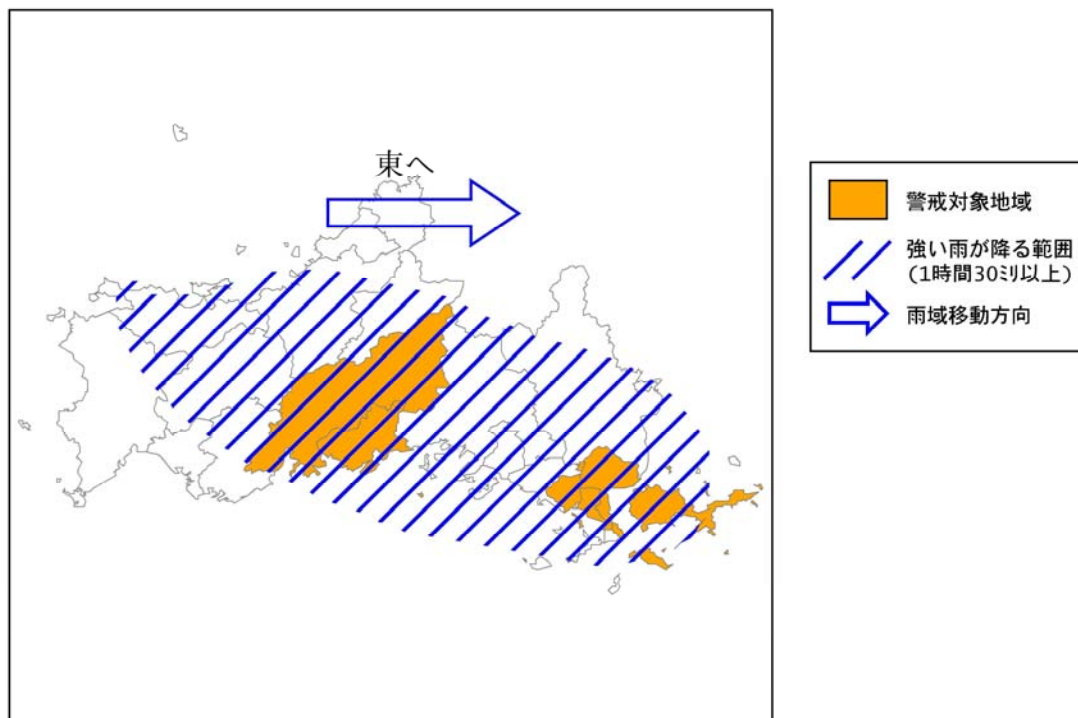 東へ
警戒対象地域
強い雨が降る範囲
(1時間30ミリ以上)
雨域移動方向